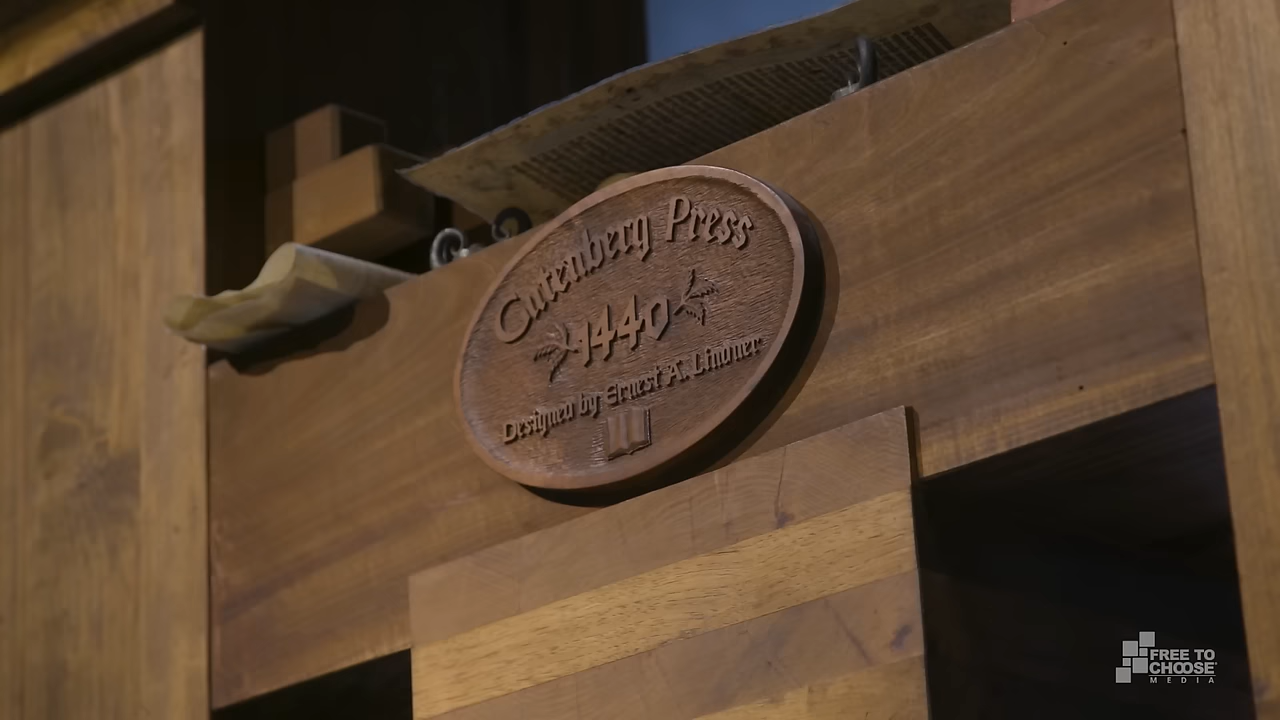 Gutenberg Press
1440
Designed by Ernest A. Lindner
FREE TO
CHOOSE
MEDIA